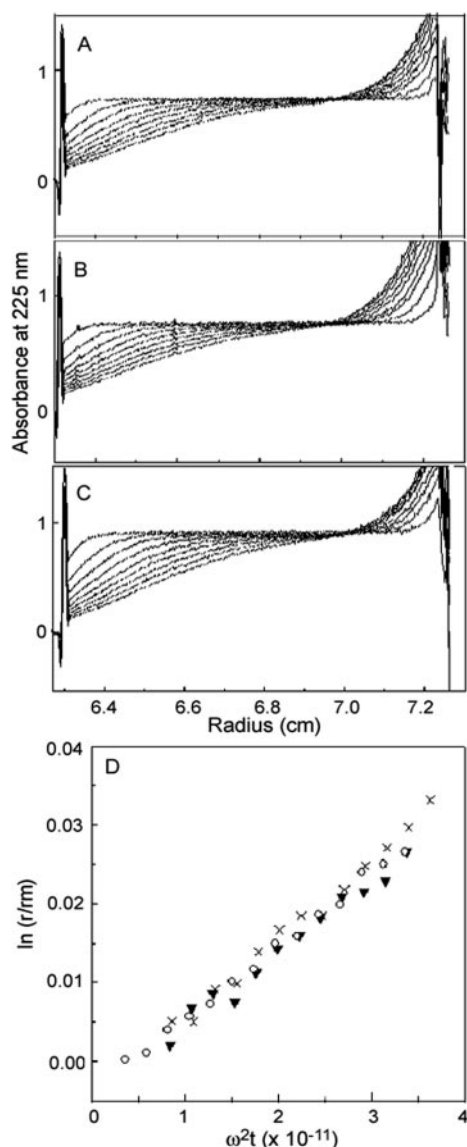 A
1
0
B
1
0
Absorbance at 225 nm
C
1
0
6.4 6.6 6.8 7.0 7.2
Radius (cm)
D
0.04
0.03
0.02
0.01
0.00
ln (r/rm)
0 1 2 3 4
ω²t (x 10⁻¹¹)